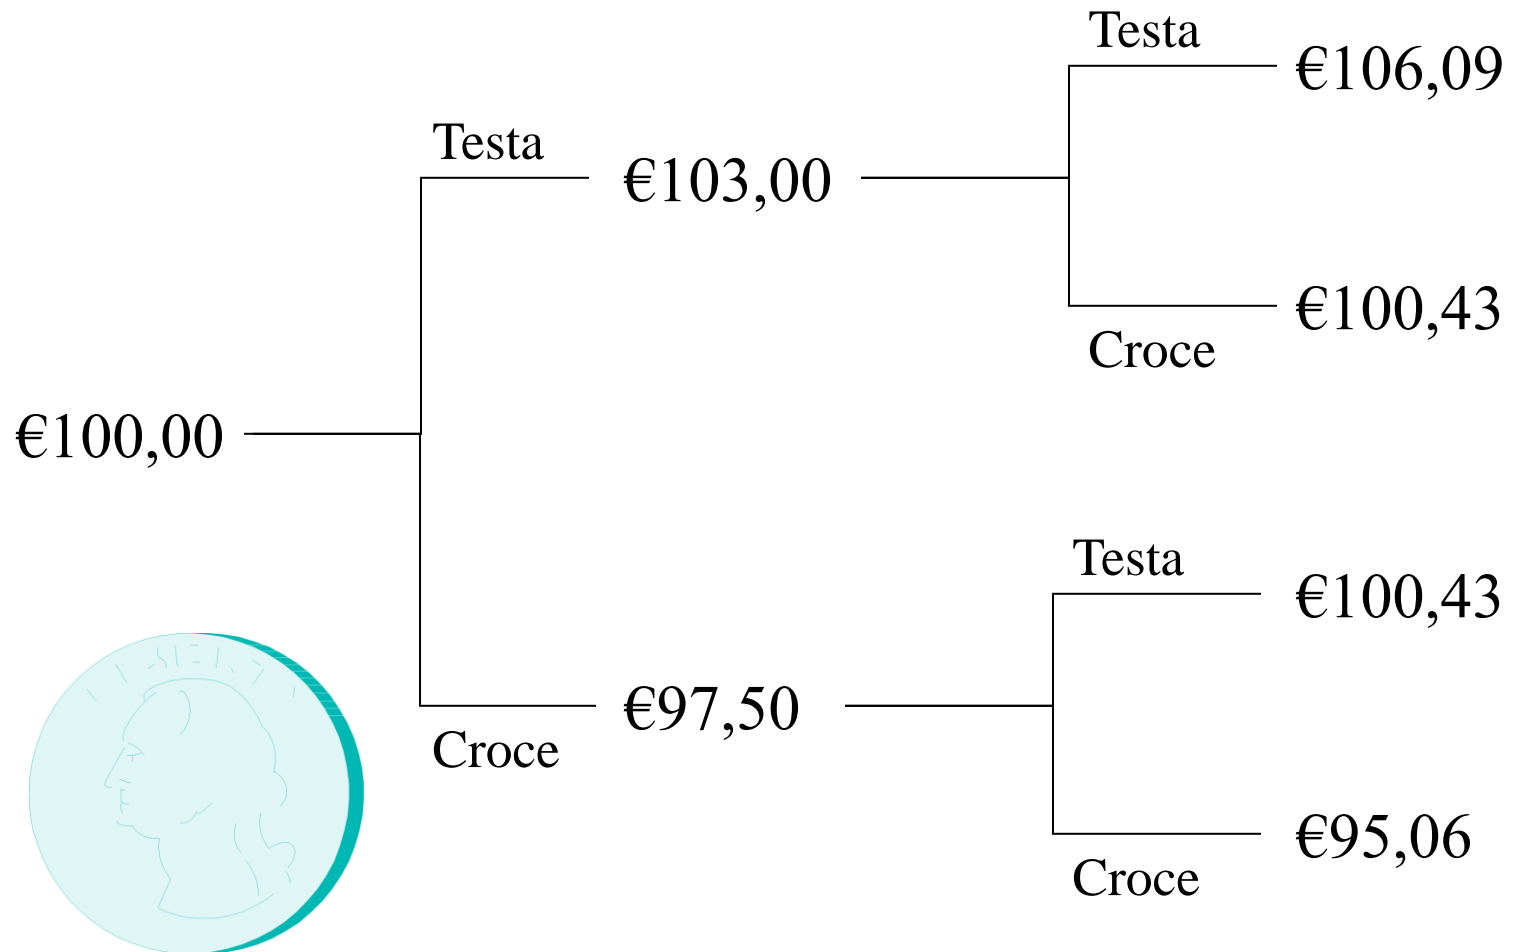 Testa
€106,09
Testa
€103,00
€100,43
Croce
€100,00
Testa
€100,43
€97,50
Croce
€95,06
Croce